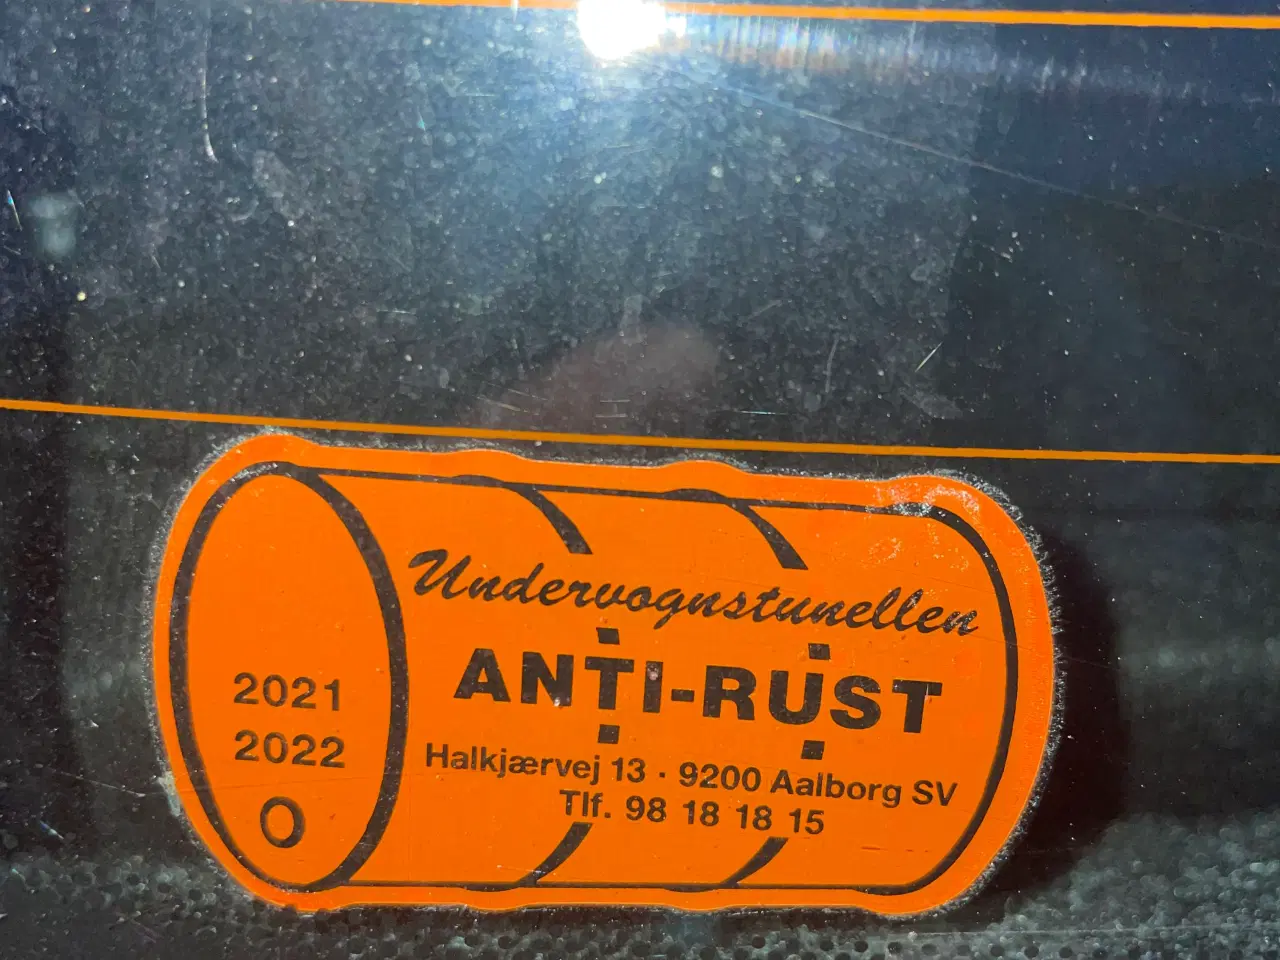 2021
2022
Undervognstunellen
ANTI-RUST
Halkjærvej 13 · 9200 Aalborg SV
Tlf. 98 18 18 15